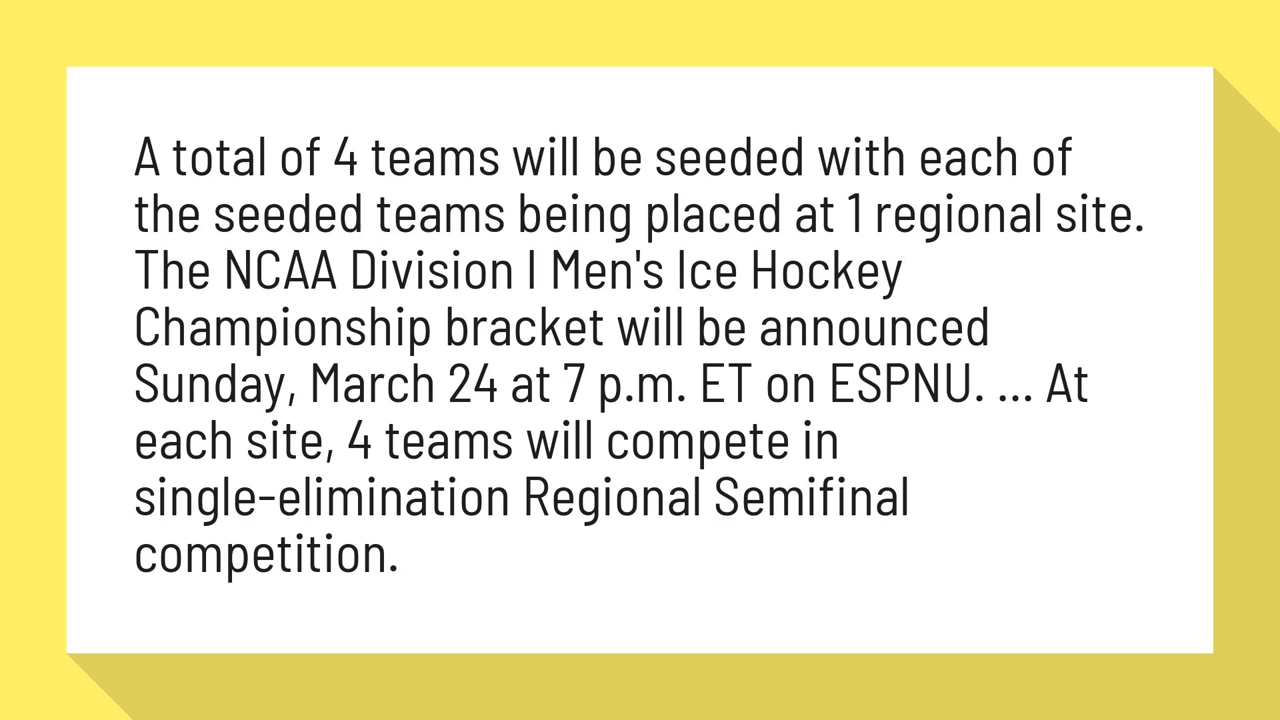 A total of 4 teams will be seeded with each of
the seeded teams being placed at 1 regional site.
The NCAA Division I Men's Ice Hockey
Championship bracket will be announced
Sunday, March 24 at 7 p.m. ET on ESPNU. ... At
each site, 4 teams will compete in
single-elimination Regional Semifinal
competition.